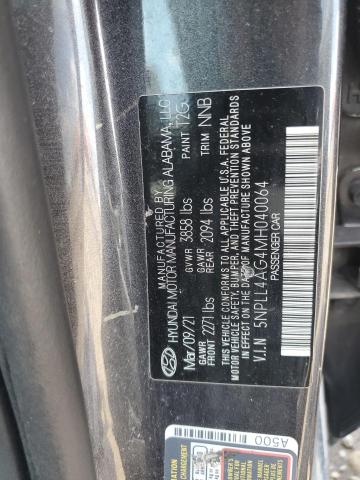 HYUNDAI MOTOR MANUFACTURING ALABAMA, LLC
Mar/09/21 GVWR 3858 lbs PAINT T2G
GAWR FRONT 2271 lbs GAWR REAR 2094 lbs TRIM NNB
THIS VEHICLE CONFORMS TO ALL APPLICABLE U.S.A. FEDERAL
MOTOR VEHICLE SAFETY, BUMPER, AND THEFT PREVENTION STANDARDS
IN EFFECT ON THE DATE OF MANUFACTURE SHOWN ABOVE.
V.I.N 5NPLL4AG4MH040064
PASSENGER CAR
A500